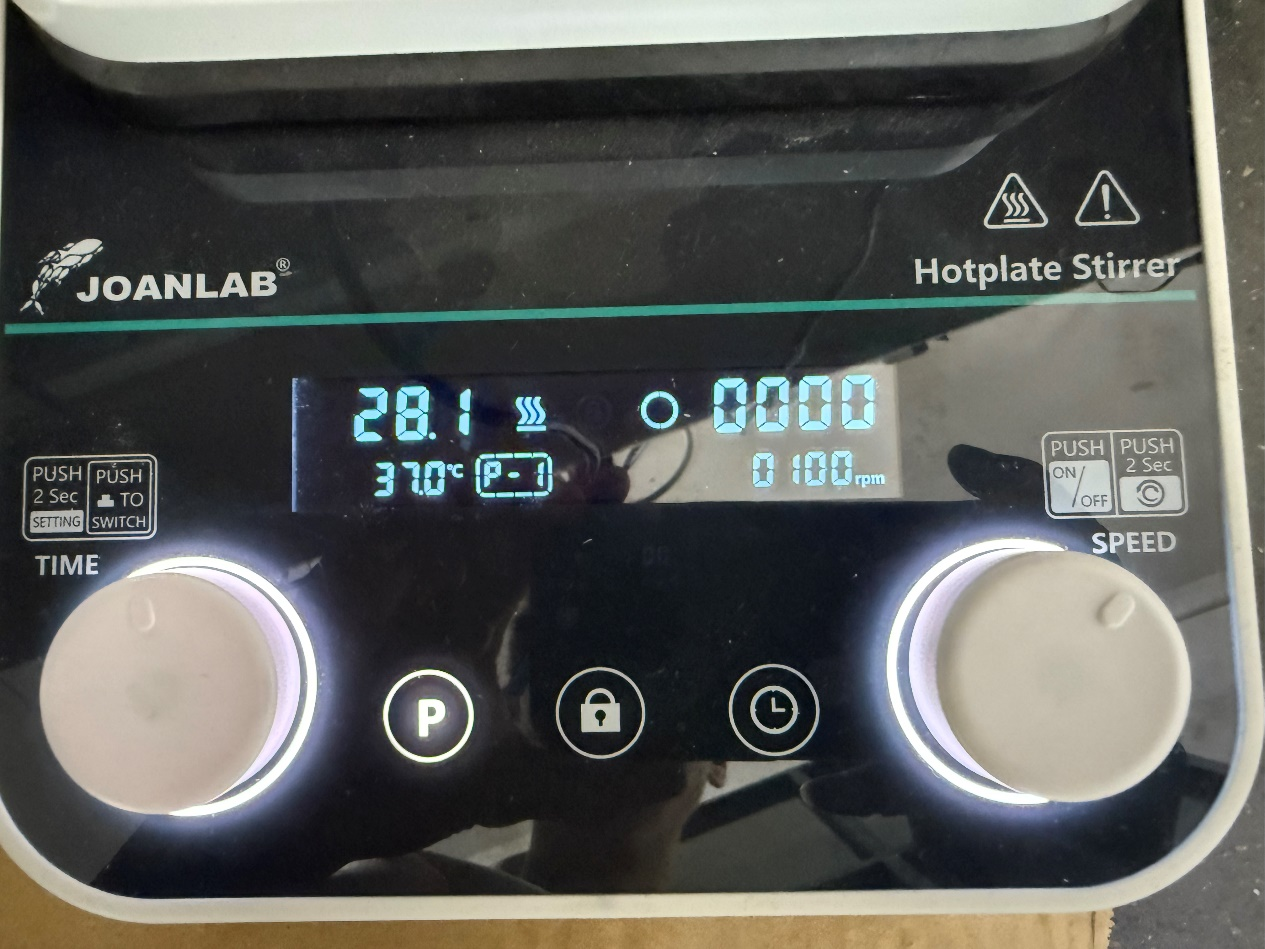 JOANLAB®
Hotplate Stirrer
28.1
0000
37.0°C P-1
0100rpm
PUSH
2 Sec
SETTING
PUSH
TO
SWITCH
TIME
PUSH
ON/OFF
PUSH
2 Sec
SPEED
P